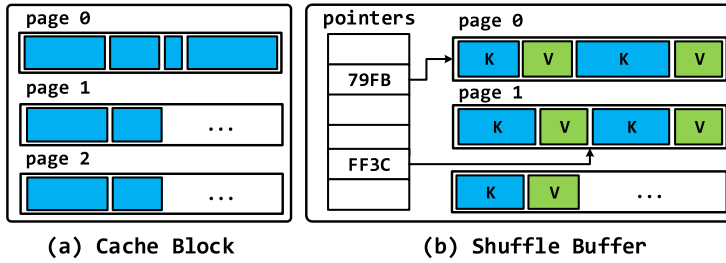 page 0
page 1
...
page 2
...
(a) Cache Block
pointers
79FB
FF3C
page 0
K V K V
page 1
K V K V
K V ...
(b) Shuffle Buffer